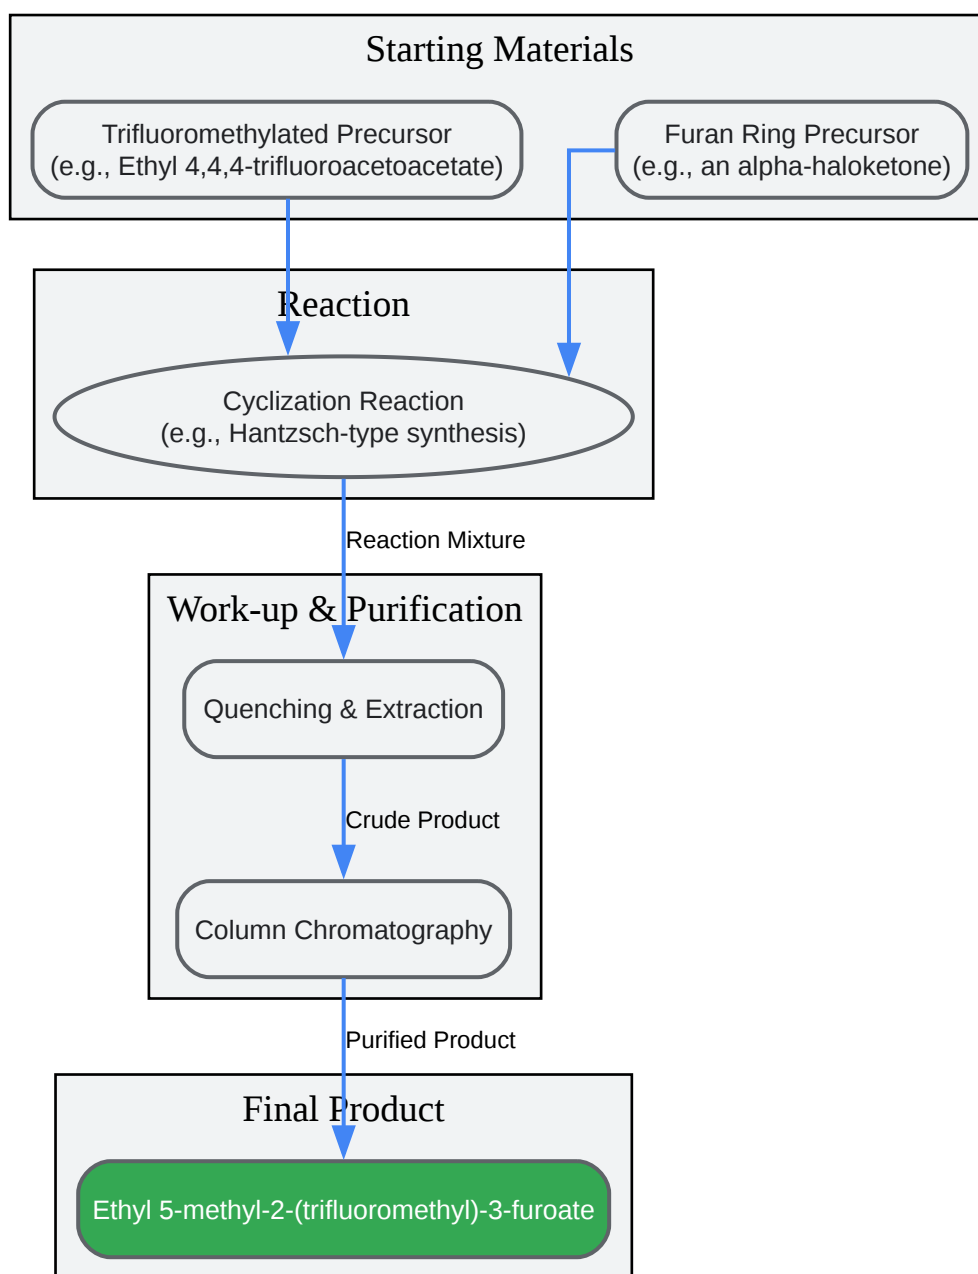 Starting Materials
Trifluoromethylated Precursor
(e.g., Ethyl 4,4,4-trifluoroacetoacetate)
Furan Ring Precursor
(e.g., an alpha-haloketone)
Reaction
Cyclization Reaction
(e.g., Hantzsch-type synthesis)
Reaction Mixture
Work-up & Purification
Quenching & Extraction
Crude Product
Column Chromatography
Purified Product
Final Product
Ethyl 5-methyl-2-(trifluoromethyl)-3-furoate